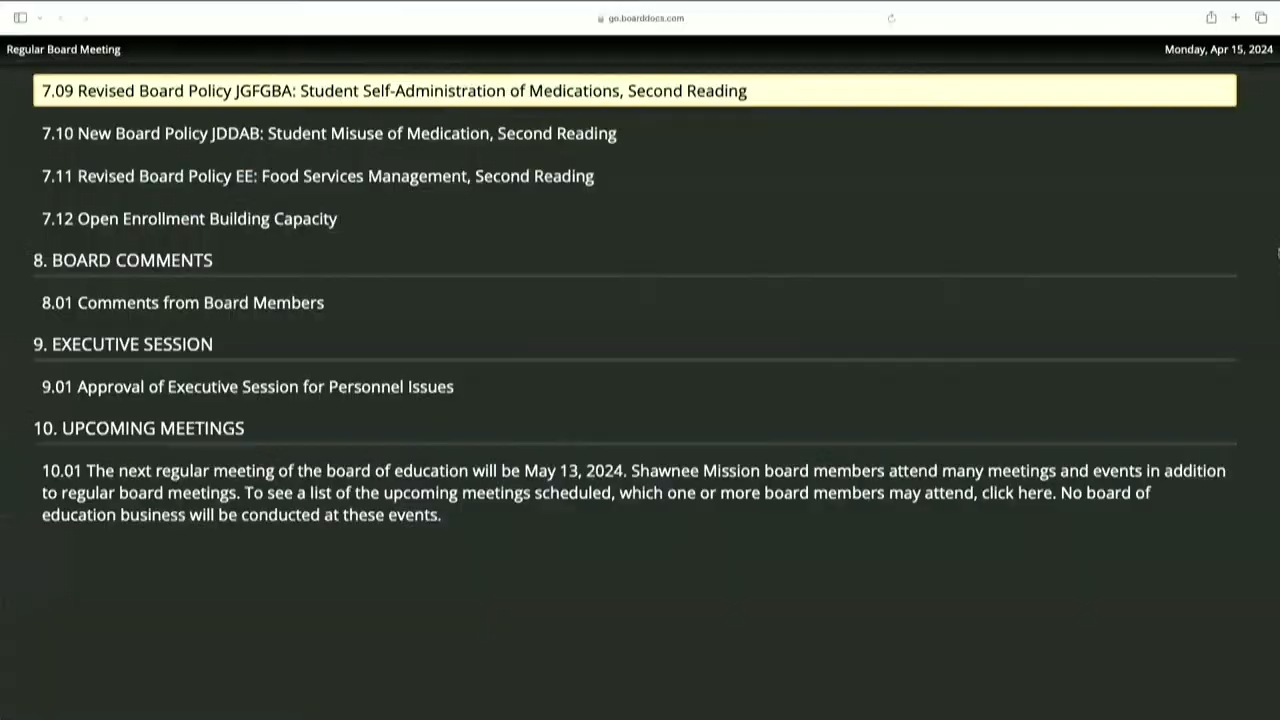 go.boarddocs.com
Regular Board Meeting
Monday, Apr 15, 2024
7.09 Revised Board Policy JGFGBA: Student Self-Administration of Medications, Second Reading
7.10 New Board Policy JDDAB: Student Misuse of Medication, Second Reading
7.11 Revised Board Policy EE: Food Services Management, Second Reading
7.12 Open Enrollment Building Capacity
8. BOARD COMMENTS
8.01 Comments from Board Members
9. EXECUTIVE SESSION
9.01 Approval of Executive Session for Personnel Issues
10. UPCOMING MEETINGS
10.01 The next regular meeting of the board of education will be May 13, 2024. Shawnee Mission board members attend many meetings and events in addition
to regular board meetings. To see a list of the upcoming meetings scheduled, which one or more board members may attend, click here. No board of
education business will be conducted at these events.